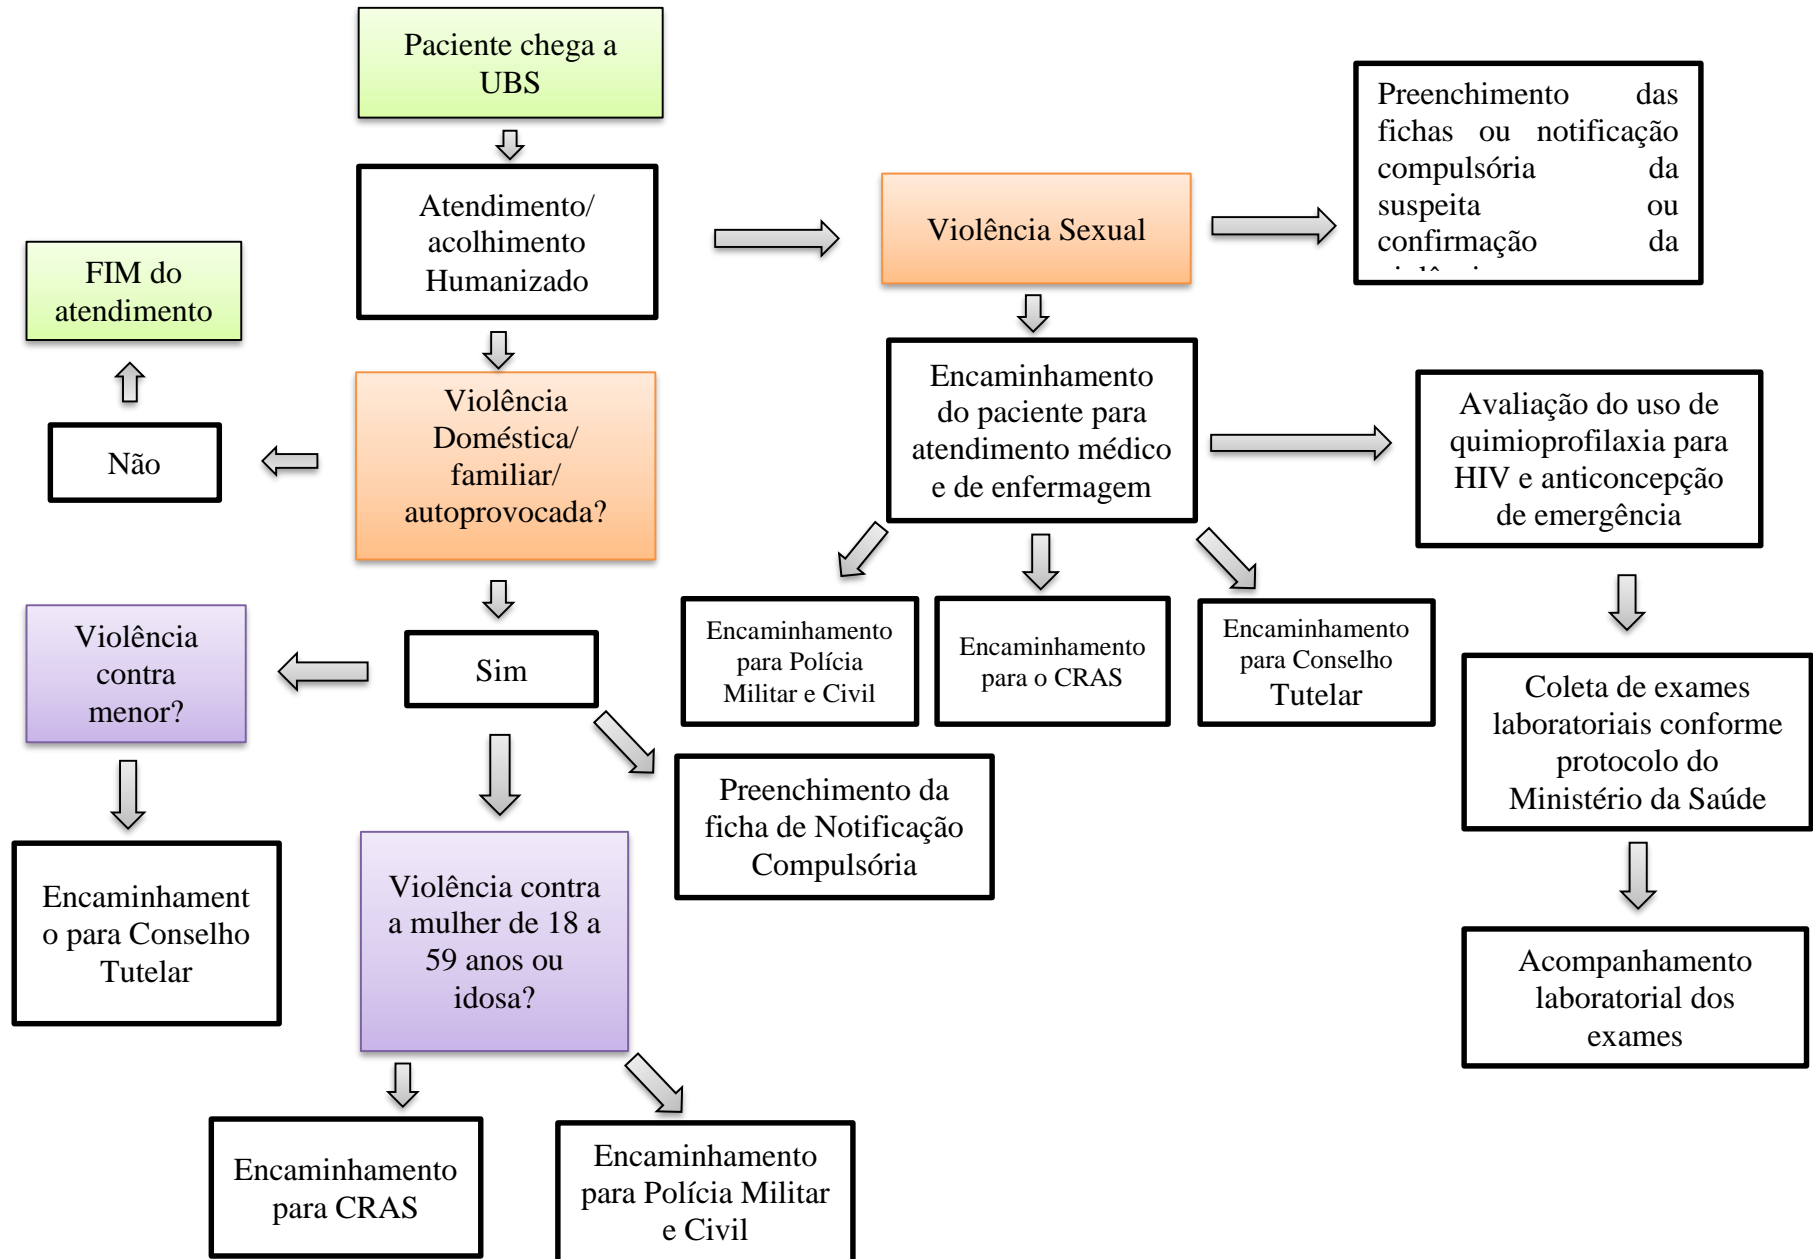 Paciente chega a
UBS
Atendimento/
acolhimento
Humanizado
Violência Sexual
Preenchimento das
fichas ou notificação
compulsória da
suspeita ou
confirmação da
FIM do
atendimento
Não
Violência
Doméstica/
familiar/
autoprovocada?
Encaminhamento
do paciente para
atendimento médico
e de enfermagem
Avaliação do uso de
quimioprofilaxia para
HIV e anticoncepção
de emergência
Violência
contra
menor?
Sim
Encaminhamento
para Polícia
Militar e Civil
Encaminhamento
para o CRAS
Encaminhamento
para Conselho
Tutelar
Coleta de exames
laboratoriais conforme
protocolo do
Ministério da Saúde
Preenchimento da
ficha de Notificação
Compulsória
Encaminhament
o para Conselho
Tutelar
Violência contra
a mulher de 18 a
59 anos ou
idosa?
Acompanhamento
laboratorial dos
exames
Encaminhamento
para CRAS
Encaminhamento
para Polícia Militar
e Civil